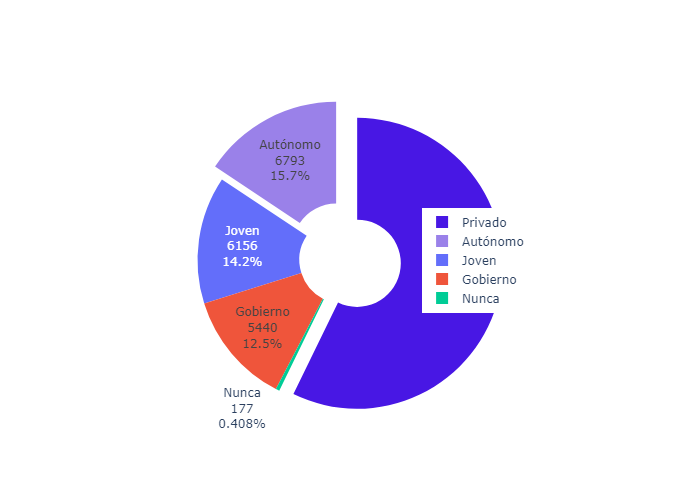 Autónomo
6793
15.7%
Joven
6156
14.2%
Gobierno
5440
12.5%
Nunca
177
0.408%
Privado
Autónomo
Joven
Gobierno
Nunca